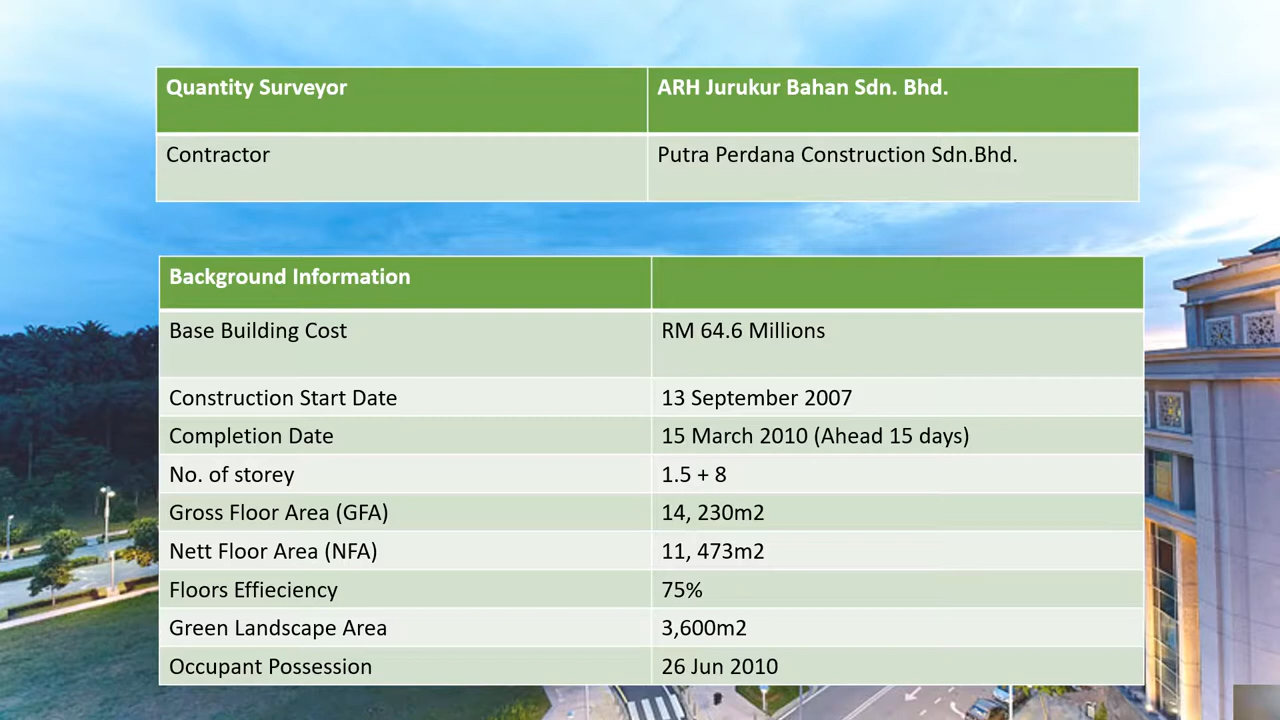 Quantity Surveyor ARH Jurukur Bahan Sdn. Bhd.
Contractor Putra Perdana Construction Sdn.Bhd.
Background Information
Base Building Cost RM 64.6 Millions
Construction Start Date 13 September 2007
Completion Date 15 March 2010 (Ahead 15 days)
No. of storey 1.5 + 8
Gross Floor Area (GFA) 14, 230m2
Nett Floor Area (NFA) 11, 473m2
Floors Effieciency 75%
Green Landscape Area 3,600m2
Occupant Possession 26 Jun 2010